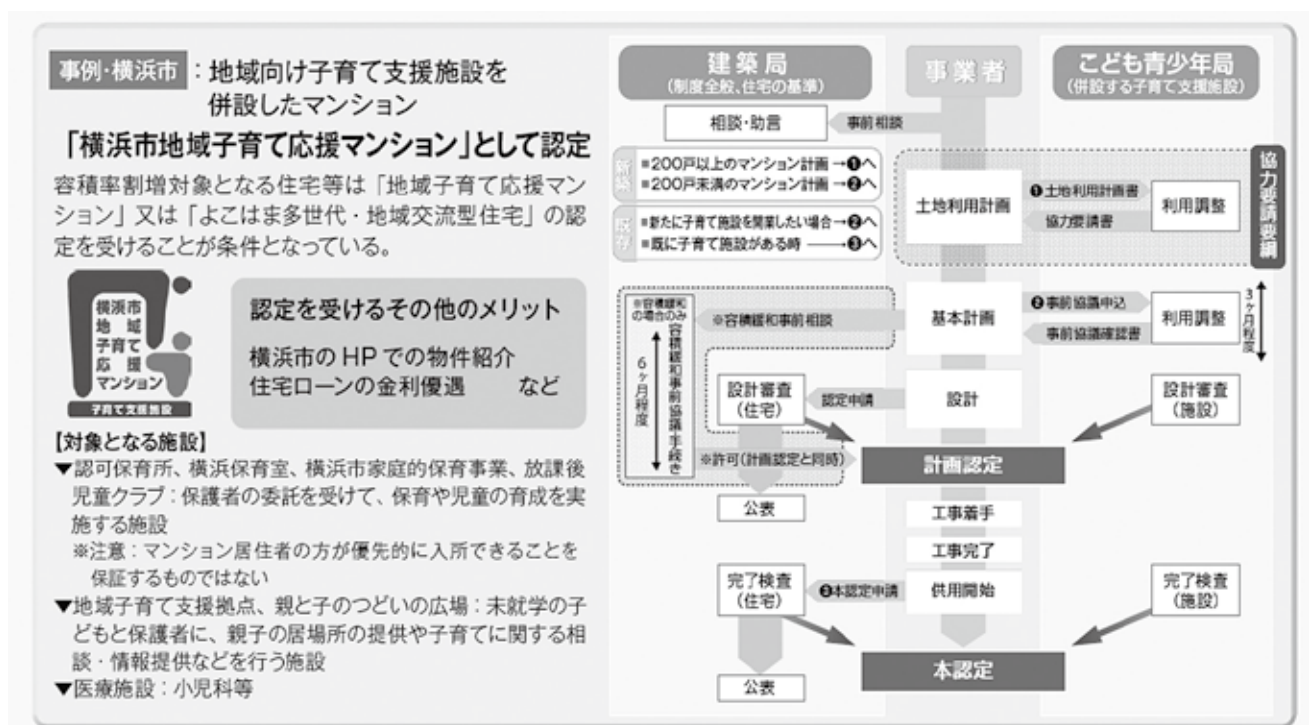 事例・横浜市：地域向け子育て支援施設を
併設したマンション
「横浜市地域子育て応援マンション」として認定
容積率割増対象となる住宅等は「地域子育て応援マン
ション」又は「よこはま多世代・地域交流型住宅」の認
定を受けることが条件となっている。
横浜市
地域
子育て
応援
マンション
子育て支援施設
認定を受けるその他のメリット
横浜市のHPでの物件紹介
住宅ローンの金利優遇　など
【対象となる施設】
▼認可保育所、横浜保育室、横浜市家庭的保育事業、放課後
児童クラブ：保護者の委託を受けて、保育や児童の育成を実
施する施設
※注意：マンション居住者の方が優先的に入所できることを
保証するものではない
▼地域子育て支援拠点、親と子のつどいの広場：未就学の子
どもと保護者に、親子の居場所の提供や子育てに関する相
談・情報提供などを行う施設
▼医療施設：小児科等
建築局
(制度全般、住宅の基準)
事業者
こども青少年局
(併設する子育て支援施設)
相談・助言
事前相談
新築
■200戸以上のマンション計画→❶へ
■200戸未満のマンション計画→❷へ
既存
■新たに子育て施設を開業したい場合→❷へ
■既に子育て施設がある時→❸へ
土地利用計画
❶土地利用計画書
協力要請書
利用調整
協力要請要綱
※容積緩和
の場合のみ
容積緩和事前協議・手続き
6ヶ月程度
※容積緩和事前相談
基本計画
❷事前協議申込
事前協議確認書
利用調整
3ヶ月程度
設計審査
(住宅)
認定申請
設計
設計審査
(施設)
※許可(計画認定と同時)
計画認定
公表
工事着手
工事完了
完了検査
(住宅)
❸本認定申請
供用開始
完了検査
(施設)
本認定
公表